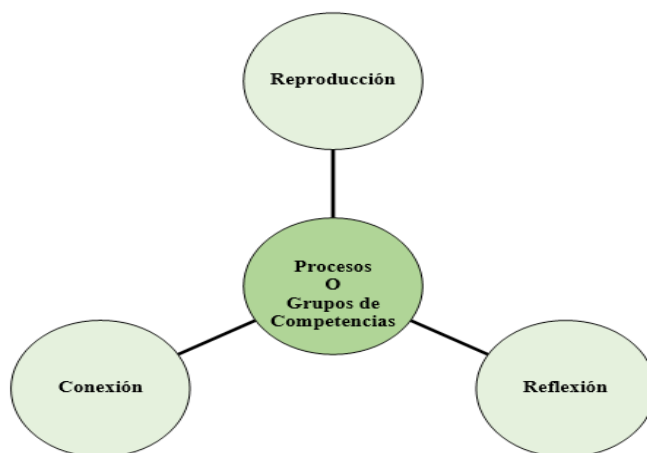 Reproducción
Procesos
O
Grupos de
Competencias
Conexión
Reflexión